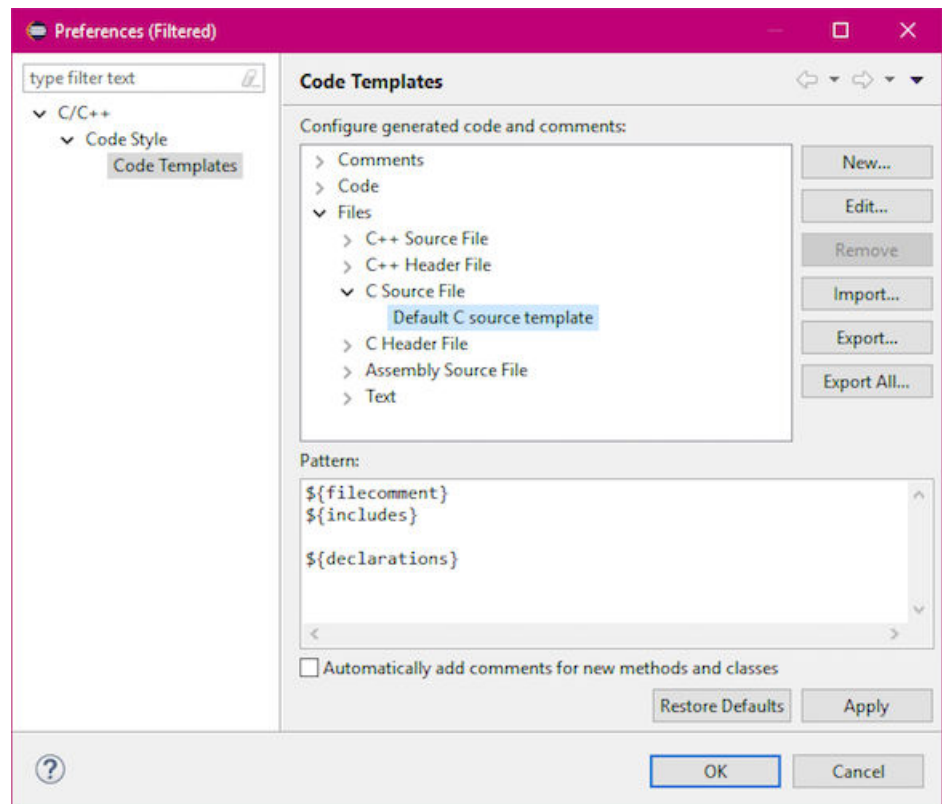 Preferences (Filtered)
type filter text
C/C++
Code Style
Code Templates
Code Templates
Configure generated code and comments:
Comments
Code
Files
C++ Source File
C++ Header File
C Source File
Default C source template
C Header File
Assembly Source File
Text
New...
Edit...
Remove
Import...
Export...
Export All...
Pattern:
${filecomment}
${includes}
${declarations}
Automatically add comments for new methods and classes
Restore Defaults
Apply
?
OK
Cancel